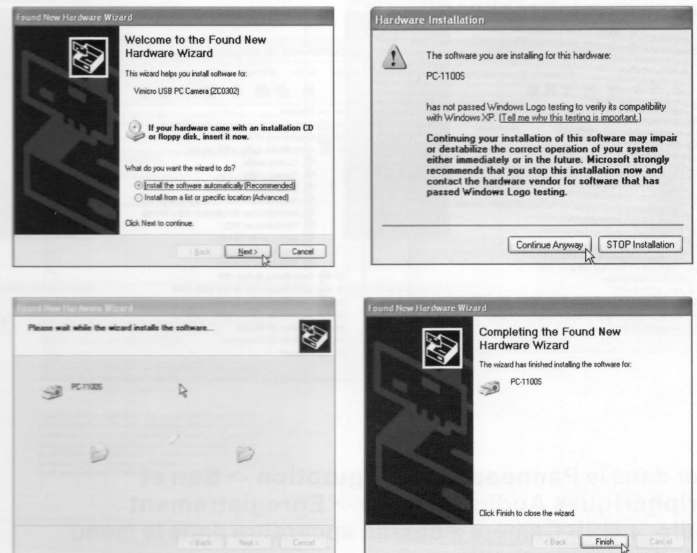 Found New Hardware Wizard
Welcome to the Found New
Hardware Wizard
This wizard helps you install software for:
Vimicro USB PC Camera (ZC0302)
If your hardware came with an installation CD
or floppy disk, insert it now.
What do you want the wizard to do?
Install the software automatically (Recommended)
Install from a list or specific location (Advanced)
Click Next to continue.
< Back
Next >
Cancel
Hardware Installation
The software you are installing for this hardware:
PC-1100S
has not passed Windows Logo testing to verify its compatibility
with Windows XP. (Tell me why this testing is important.)
Continuing your installation of this software may impair
or destabilize the correct operation of your system
either immediately or in the future. Microsoft strongly
recommends that you stop this installation now and
contact the hardware vendor for software that has
passed Windows Logo testing.
Continue Anyway
STOP Installation
Found New Hardware Wizard
Please wait while the wizard installs the software...
PC-1100S
< Back
Next >
Cancel
Found New Hardware Wizard
Completing the Found New
Hardware Wizard
The wizard has finished installing the software for:
PC-1100S
Click Finish to close the wizard.
< Back
Finish
Cancel